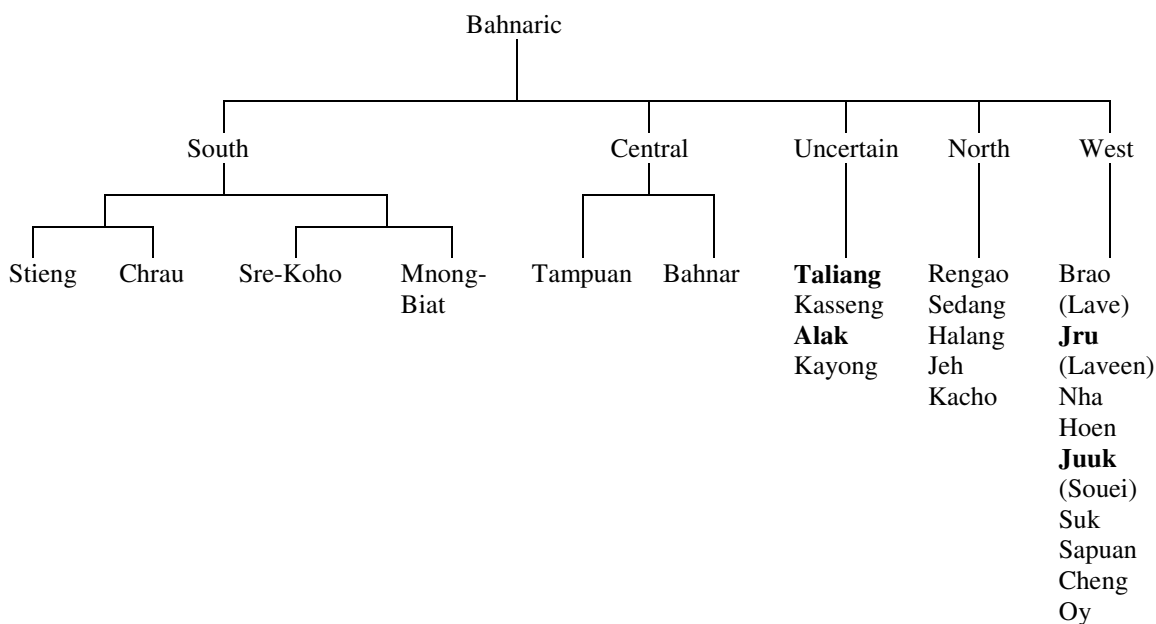 Bahnaric
South Central Uncertain North West
Stieng Chrau Sre-Koho Mnong-
Biat
Tampuan Bahnar
Taliang
Kasseng
Alak
Kayong
Rengao
Sedang
Halang
Jeh
Kacho
Brao
(Lave)
Jru
(Laveen)
Nha
Hoen
Juuk
(Souei)
Suk
Sapuan
Cheng
Oy